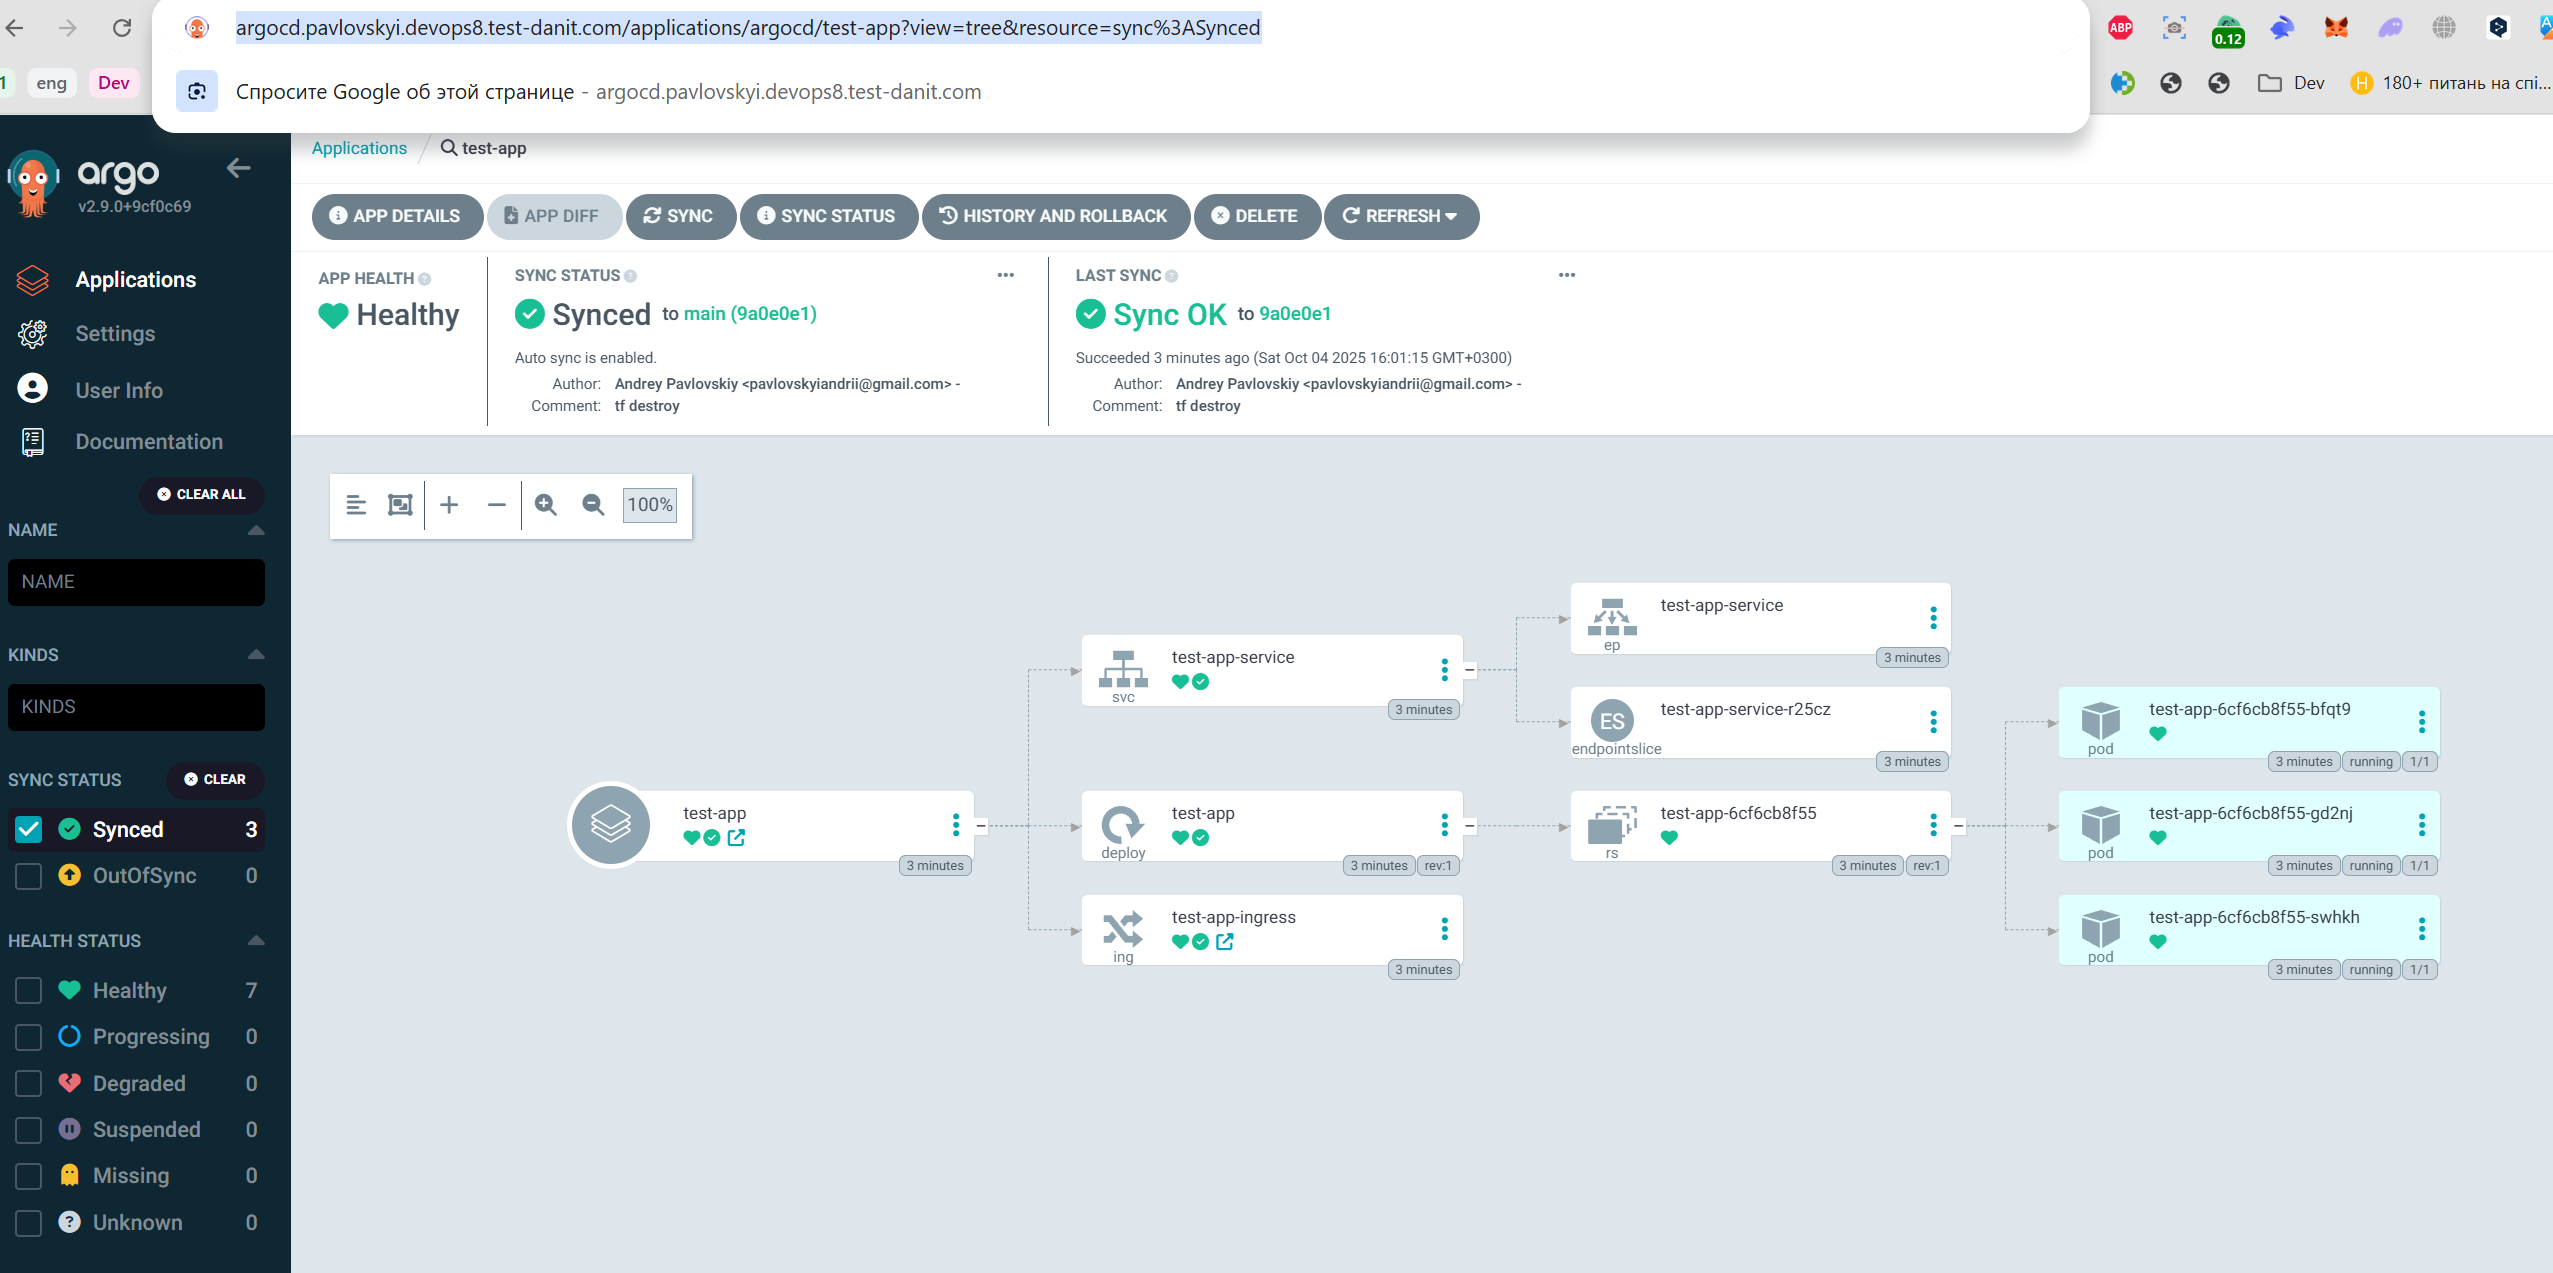 argocd.pavlovskyi.devops8.test-danit.com/applications/argocd/test-app?view=tree&resource=sync%3ASynced
ABP
0.12
1
eng
Dev
Спросите Google об этой странице - argocd.pavlovskyi.devops8.test-danit.com
Dev
H
180+ питань на спі...
argo
v2.9.0+9cf0c69
Applications
Settings
User Info
Documentation
CLEAR ALL
NAME
NAME
KINDS
KINDS
SYNC STATUS
CLEAR
Synced 3
OutOfSync 0
HEALTH STATUS
Healthy 7
Progressing 0
Degraded 0
Suspended 0
Missing 0
Unknown 0
Applications / test-app
APP DETAILS
APP DIFF
SYNC
SYNC STATUS
HISTORY AND ROLLBACK
DELETE
REFRESH
APP HEALTH
Healthy
SYNC STATUS
Synced to main (9a0e0e1)
Auto sync is enabled.
Author: Andrey Pavlovskiy <pavlovskyiandrii@gmail.com> -
Comment: tf destroy
LAST SYNC
Sync OK to 9a0e0e1
Succeeded 3 minutes ago (Sat Oct 04 2025 16:01:15 GMT+0300)
Author: Andrey Pavlovskiy <pavlovskyiandrii@gmail.com> -
Comment: tf destroy
100%
test-app
3 minutes
test-app-service
svc
3 minutes
test-app
deploy
3 minutes rev:1
test-app-ingress
ing
3 minutes
test-app-service
ep
3 minutes
ES
test-app-service-r25cz
endpointslice
3 minutes
test-app-6cf6cb8f55
rs
3 minutes rev:1
test-app-6cf6cb8f55-bfqt9
pod
3 minutes running 1/1
test-app-6cf6cb8f55-gd2nj
pod
3 minutes running 1/1
test-app-6cf6cb8f55-swhkh
pod
3 minutes running 1/1